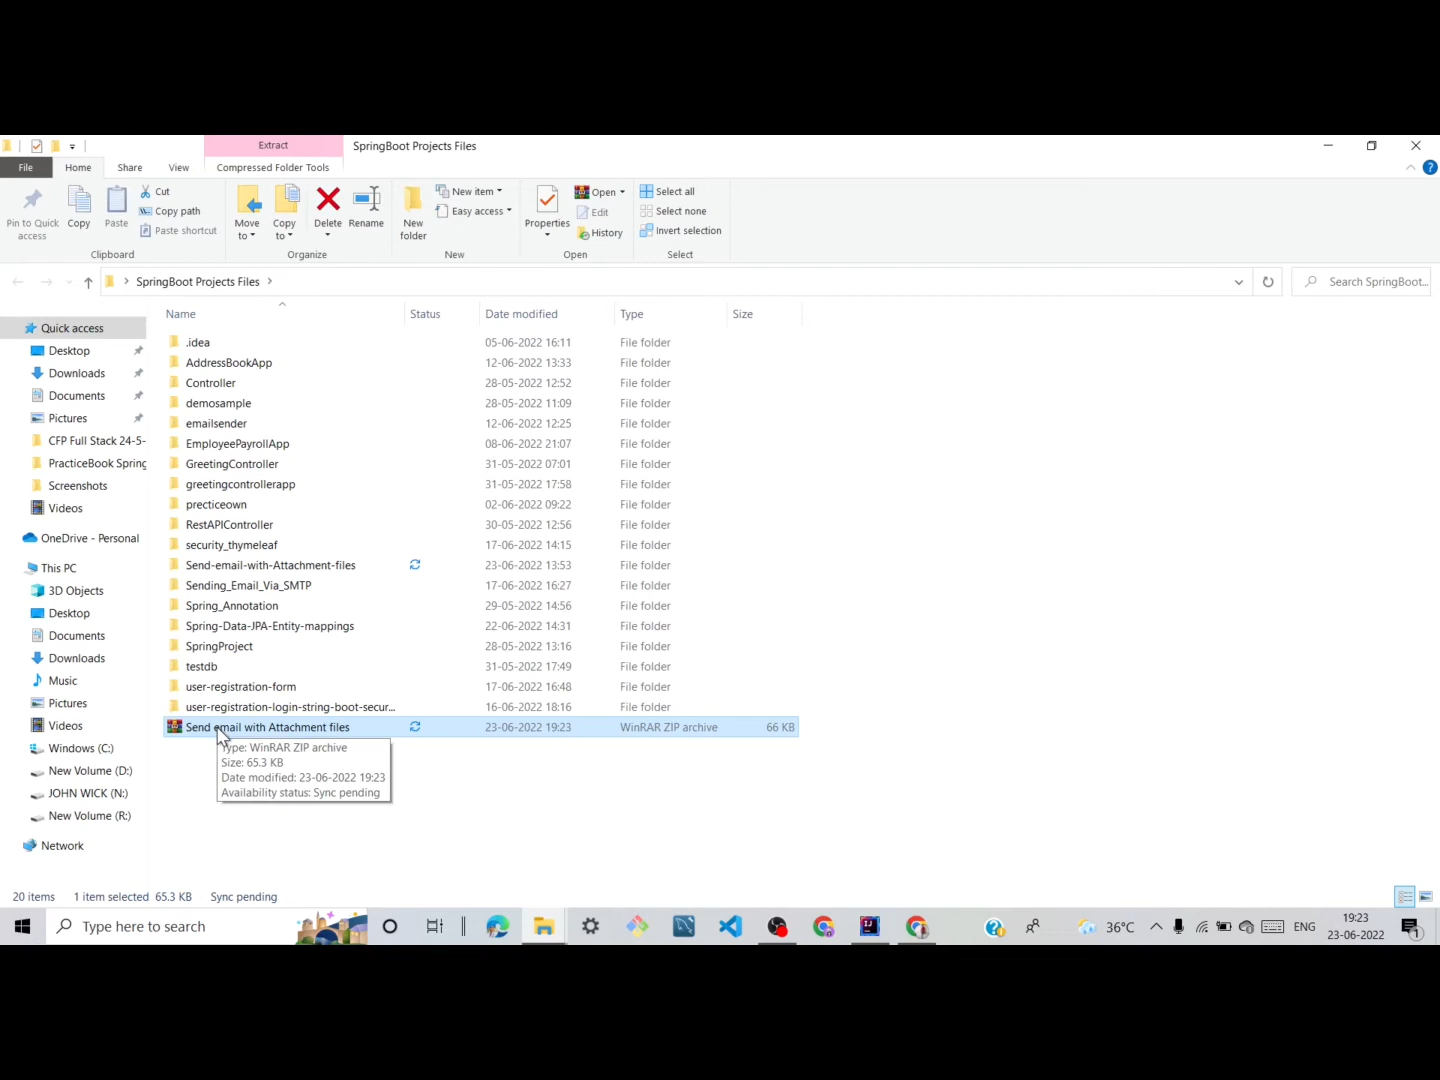 Extract
SpringBoot Projects Files
File
Home
Share
View
Compressed Folder Tools
Pin to Quick access
Copy
Paste
Cut
Copy path
Paste shortcut
Clipboard
Move to
Copy to
Delete
Rename
Organize
New folder
New item
Easy access
New
Properties
Open
Edit
History
Open
Select all
Select none
Invert selection
Select
SpringBoot Projects Files
Search SpringBoot...
Name Status Date modified Type Size
Quick access
Desktop
Downloads
Documents
Pictures
CFP Full Stack 24-5-
PracticeBook Spring
Screenshots
Videos
OneDrive - Personal
This PC
3D Objects
Desktop
Documents
Downloads
Music
Pictures
Videos
Windows (C:)
New Volume (D:)
JOHN WICK (N:)
New Volume (R:)
Network
.idea 05-06-2022 16:11 File folder
AddressBookApp 12-06-2022 13:33 File folder
Controller 28-05-2022 12:52 File folder
demosample 28-05-2022 11:09 File folder
emailsender 12-06-2022 12:25 File folder
EmployeePayrollApp 08-06-2022 21:07 File folder
GreetingController 31-05-2022 07:01 File folder
greetingcontrollerapp 31-05-2022 17:58 File folder
precticeown 02-06-2022 09:22 File folder
RestAPIController 30-05-2022 12:56 File folder
security_thymeleaf 17-06-2022 14:15 File folder
Send-email-with-Attachment-files 23-06-2022 13:53 File folder
Sending_Email_Via_SMTP 17-06-2022 16:27 File folder
Spring_Annotation 29-05-2022 14:56 File folder
Spring-Data-JPA-Entity-mappings 22-06-2022 14:31 File folder
SpringProject 28-05-2022 13:16 File folder
testdb 31-05-2022 17:49 File folder
user-registration-form 17-06-2022 16:48 File folder
user-registration-login-string-boot-secur... 16-06-2022 18:16 File folder
Send email with Attachment files 23-06-2022 19:23 WinRAR ZIP archive 66 KB
Type: WinRAR ZIP archive
Size: 65.3 KB
Date modified: 23-06-2022 19:23
Availability status: Sync pending
20 items 1 item selected 65.3 KB Sync pending
Type here to search
36°C
ENG
19:23
23-06-2022
1